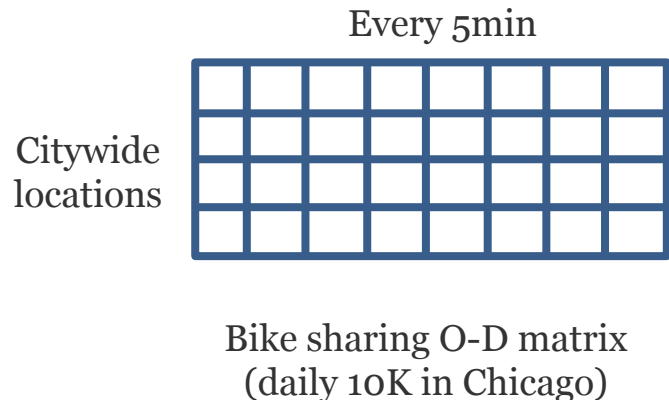 Every 5min
Citywide
locations
Bike sharing O-D matrix
(daily 10K in Chicago)